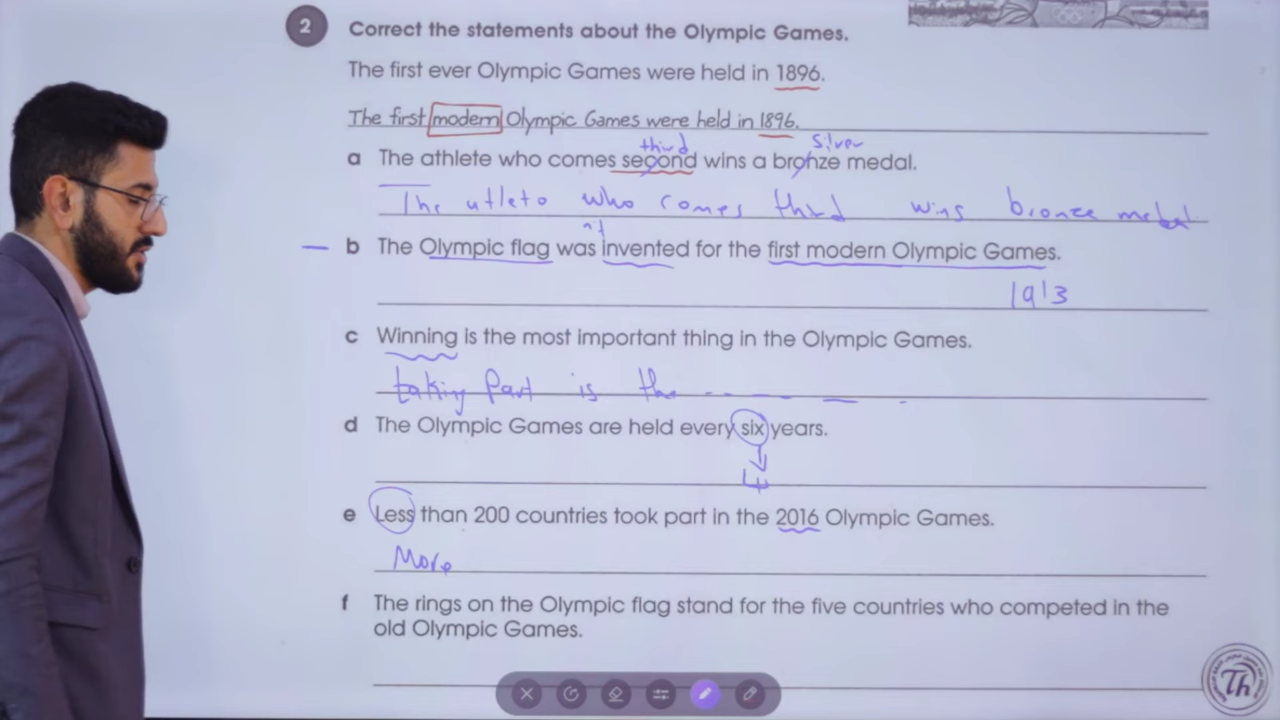 2 Correct the statements about the Olympic Games.
The first ever Olympic Games were held in 1896.
The first modern Olympic Games were held in 1896.
third silver
a The athlete who comes second wins a bronze medal.
The utleto who comes third wins bronze medal
n't
b The Olympic flag was invented for the first modern Olympic Games.
1913
c Winning is the most important thing in the Olympic Games.
taking Part is the
d The Olympic Games are held every six years.
4
e Less than 200 countries took part in the 2016 Olympic Games.
More
f The rings on the Olympic flag stand for the five countries who competed in the
old Olympic Games.
Th